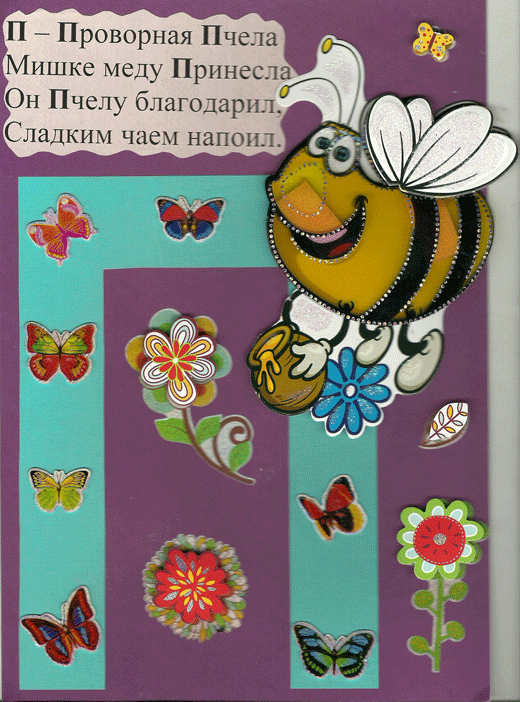 П – Проворная Пчела
Мишке меду Принесла
Он Пчелу благодарил,
Сладким чаем напоил.